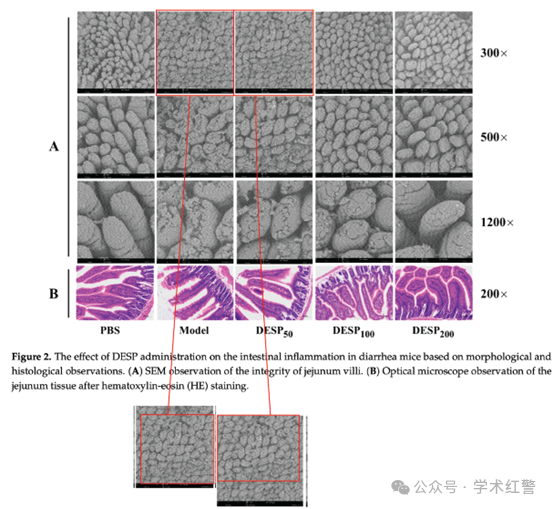 300×
A
500×
1200×
B
200×
PBS Model DESP50 DESP100 DESP200
Figure 2. The effect of DESP administration on the intestinal inflammation in diarrhea mice based on morphological and
histological observations. (A) SEM observation of the integrity of jejunum villi. (B) Optical microscope observation of the
jejunum tissue after hematoxylin-eosin (HE) staining.
公众号 · 学术红警